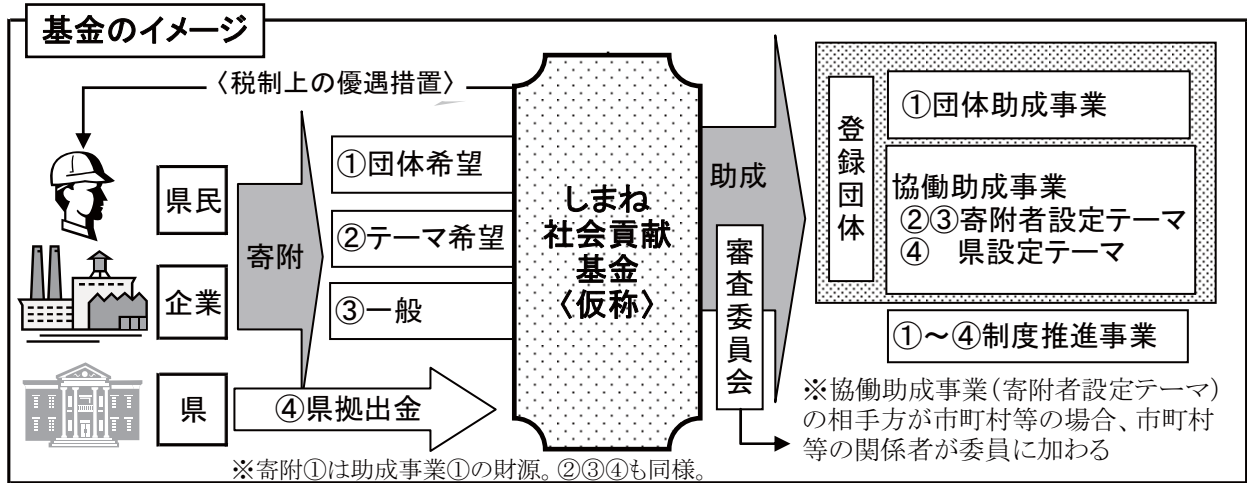 基金のイメージ
〈税制上の優遇措置〉
県民
企業
県
寄附
①団体希望
②テーマ希望
③一般
④県拠出金
しまね
社会貢献
基金
〈仮称〉
助成
審査委員会
登録団体
①団体助成事業
協働助成事業
②③寄附者設定テーマ
④　県設定テーマ
①～④制度推進事業
※協働助成事業（寄附者設定テーマ）
の相手方が市町村等の場合、市町村
等の関係者が委員に加わる
※寄附①は助成事業①の財源。②③④も同様。